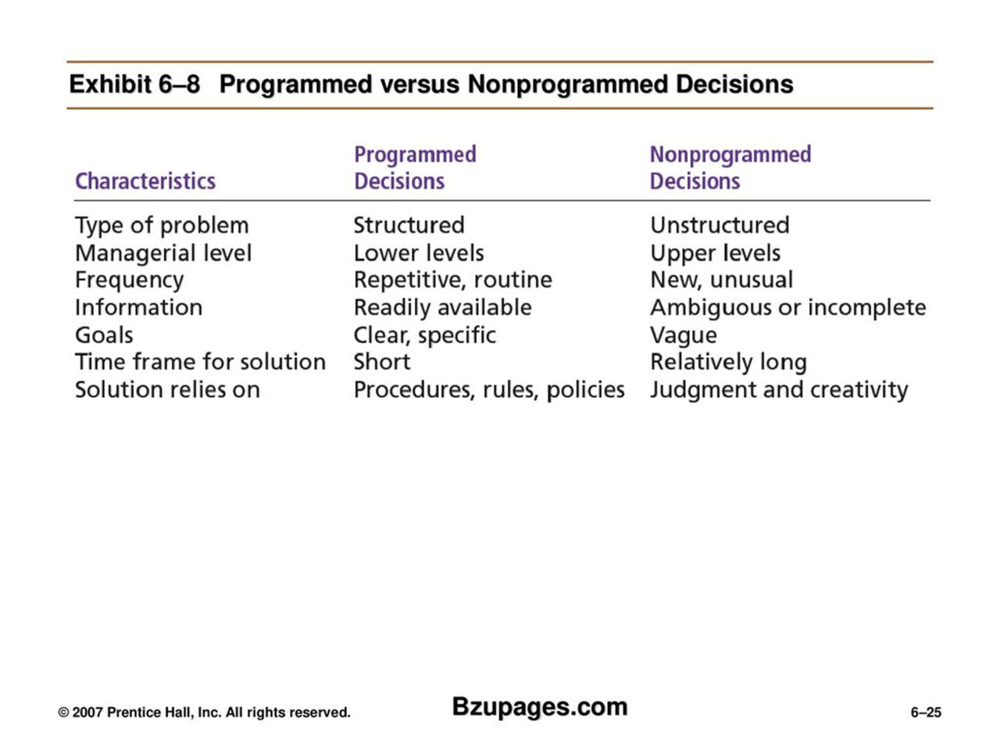 Exhibit 6–8 Programmed versus Nonprogrammed Decisions
Characteristics Programmed Decisions Nonprogrammed Decisions
Type of problem Structured Unstructured
Managerial level Lower levels Upper levels
Frequency Repetitive, routine New, unusual
Information Readily available Ambiguous or incomplete
Goals Clear, specific Vague
Time frame for solution Short Relatively long
Solution relies on Procedures, rules, policies Judgment and creativity
© 2007 Prentice Hall, Inc. All rights reserved. Bzupages.com 6–25